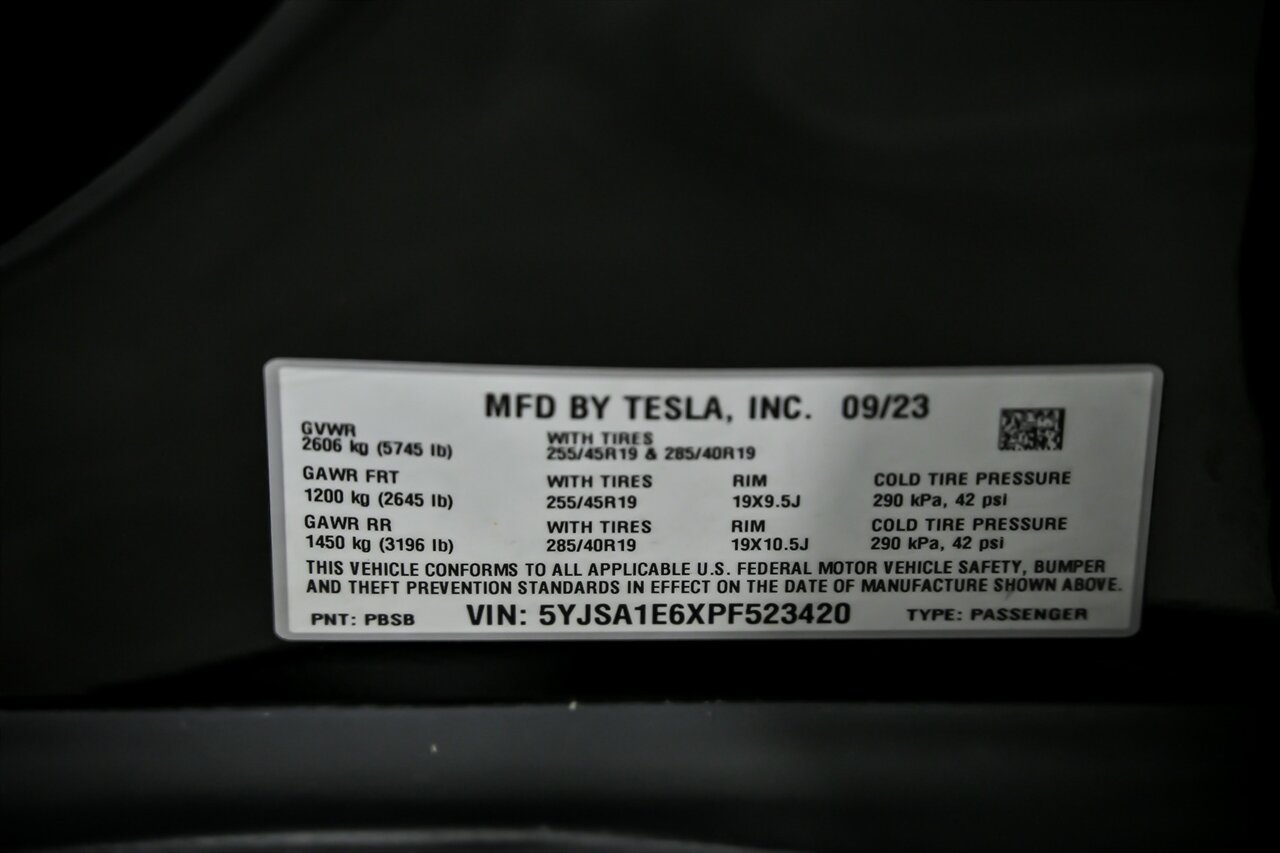 MFD BY TESLA, INC. 09/23
GVWR
2606 kg (5745 lb)
WITH TIRES
255/45R19 & 285/40R19
GAWR FRT WITH TIRES RIM COLD TIRE PRESSURE
1200 kg (2645 lb) 255/45R19 19X9.5J 290 kPa, 42 psi
GAWR RR WITH TIRES RIM COLD TIRE PRESSURE
1450 kg (3196 lb) 285/40R19 19X10.5J 290 kPa, 42 psi
THIS VEHICLE CONFORMS TO ALL APPLICABLE U.S. FEDERAL MOTOR VEHICLE SAFETY, BUMPER
AND THEFT PREVENTION STANDARDS IN EFFECT ON THE DATE OF MANUFACTURE SHOWN ABOVE.
PNT: PBSB VIN: 5YJSA1E6XPF523420 TYPE: PASSENGER